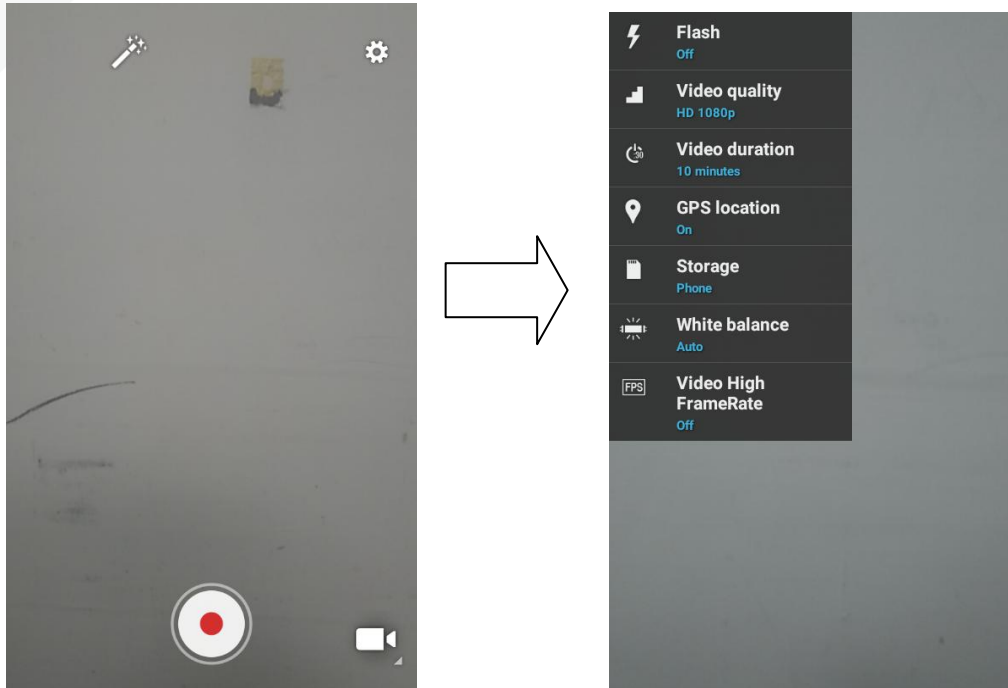 Flash
Off
Video quality
HD 1080p
30
Video duration
10 minutes
GPS location
On
Storage
Phone
White balance
Auto
FPS
Video High
FrameRate
Off